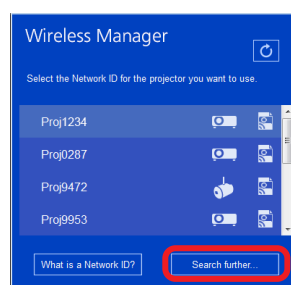 Wireless Manager
Select the Network ID for the projector you want to use.
Proj1234
Proj0287
Proj9472
Proj9953
What is a Network ID?
Search further...